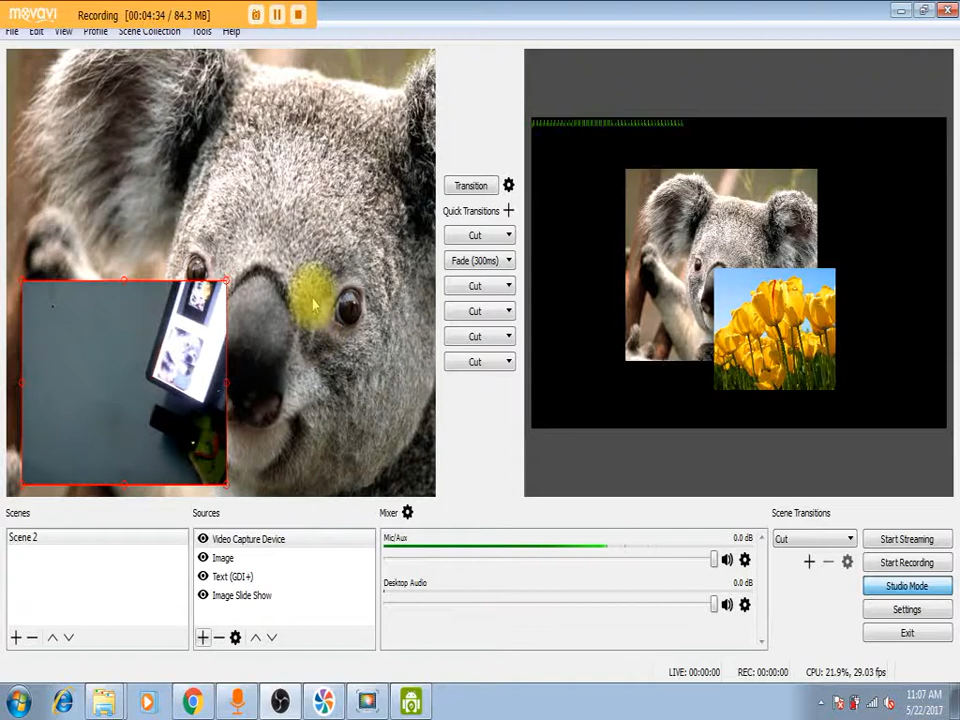 movavi
Recording [00:04:34 / 84.3 MB]
File Edit View Profile Scene Collection Tools Help
Transition
Quick Transitions
Cut
Fade (300ms)
Cut
Cut
Cut
Cut
Scenes
Scene 2
Sources
Video Capture Device
Image
Text (GDI+)
Image Slide Show
Mixer
Mic/Aux 0.0 dB
Desktop Audio 0.0 dB
Scene Transitions
Cut
Start Streaming
Start Recording
Studio Mode
Settings
Exit
LIVE: 00:00:00 REC: 00:00:00 CPU: 21.9%, 29.03 fps
11:07 AM
5/22/2017